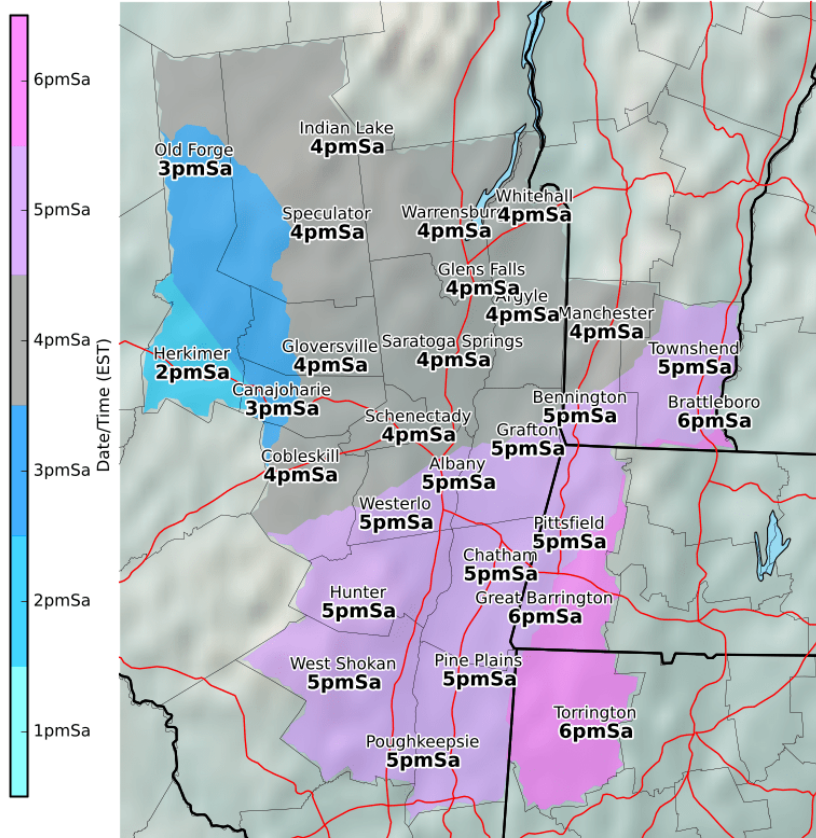 6pmSa
5pmSa
4pmSa
3pmSa
2pmSa
1pmSa
Date/Time (EST)
Indian Lake
4pmSa
Old Forge
3pmSa
Whitehall
4pmSa
Speculator
4pmSa
Warrensbur
4pmSa
Glens Falls
4pmSa
Argyle
4pmSa
Manchester
4pmSa
Herkimer
2pmSa
Gloversville
4pmSa
Saratoga Springs
4pmSa
Townshend
5pmSa
Canajoharie
3pmSa
Bennington
5pmSa
Brattleboro
6pmSa
Schenectady
4pmSa
Grafton
5pmSa
Cobleskill
4pmSa
Albany
5pmSa
Westerlo
5pmSa
Pittsfield
5pmSa
Chatham
5pmSa
Hunter
5pmSa
Great Barrington
6pmSa
West Shokan
5pmSa
Pine Plains
5pmSa
Torrington
6pmSa
Poughkeepsie
5pmSa